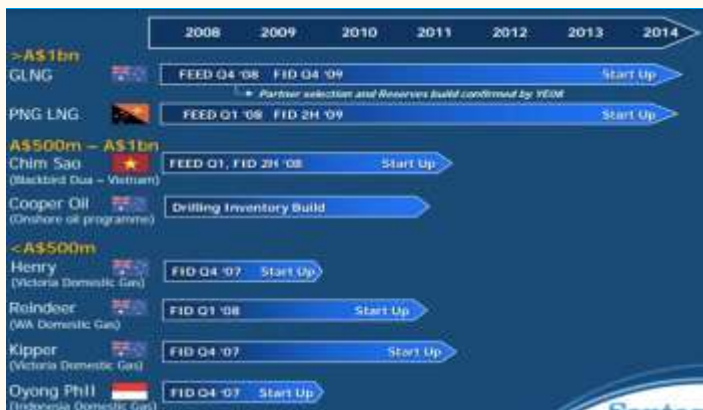 2008 2009 2010 2011 2012 2013 2014
>A$1bn
GLNG FEED Q4 '08 FID Q4 '09 Start Up
Partner selection and Reserves build confirmed by YE08
PNG LNG FEED Q1 '08 FID 2H '09 Start Up
A$500m – A$1bn
Chim Sao FEED Q1, FID 2H '08 Start Up
(Blackbird Dua – Vietnam)
Cooper Oil Drilling Inventory Build
(Onshore oil programme)
<A$500m
Henry FID Q4 '07 Start Up
(Victoria Domestic Gas)
Reindeer FID Q1 '08 Start Up
(WA Domestic Gas)
Kipper FID Q4 '07 Start Up
(Victoria Domestic Gas)
Oyong PhII FID Q4 '07 Start Up
(Indonesia Domestic Gas)